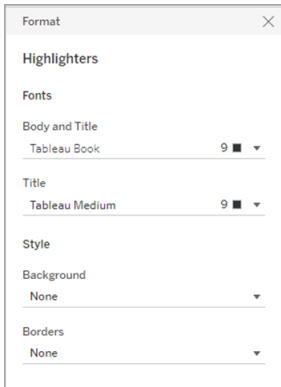 Format
Highlighters
Fonts
Body and Title
Tableau Book 9
Title
Tableau Medium 9
Style
Background
None
Borders
None